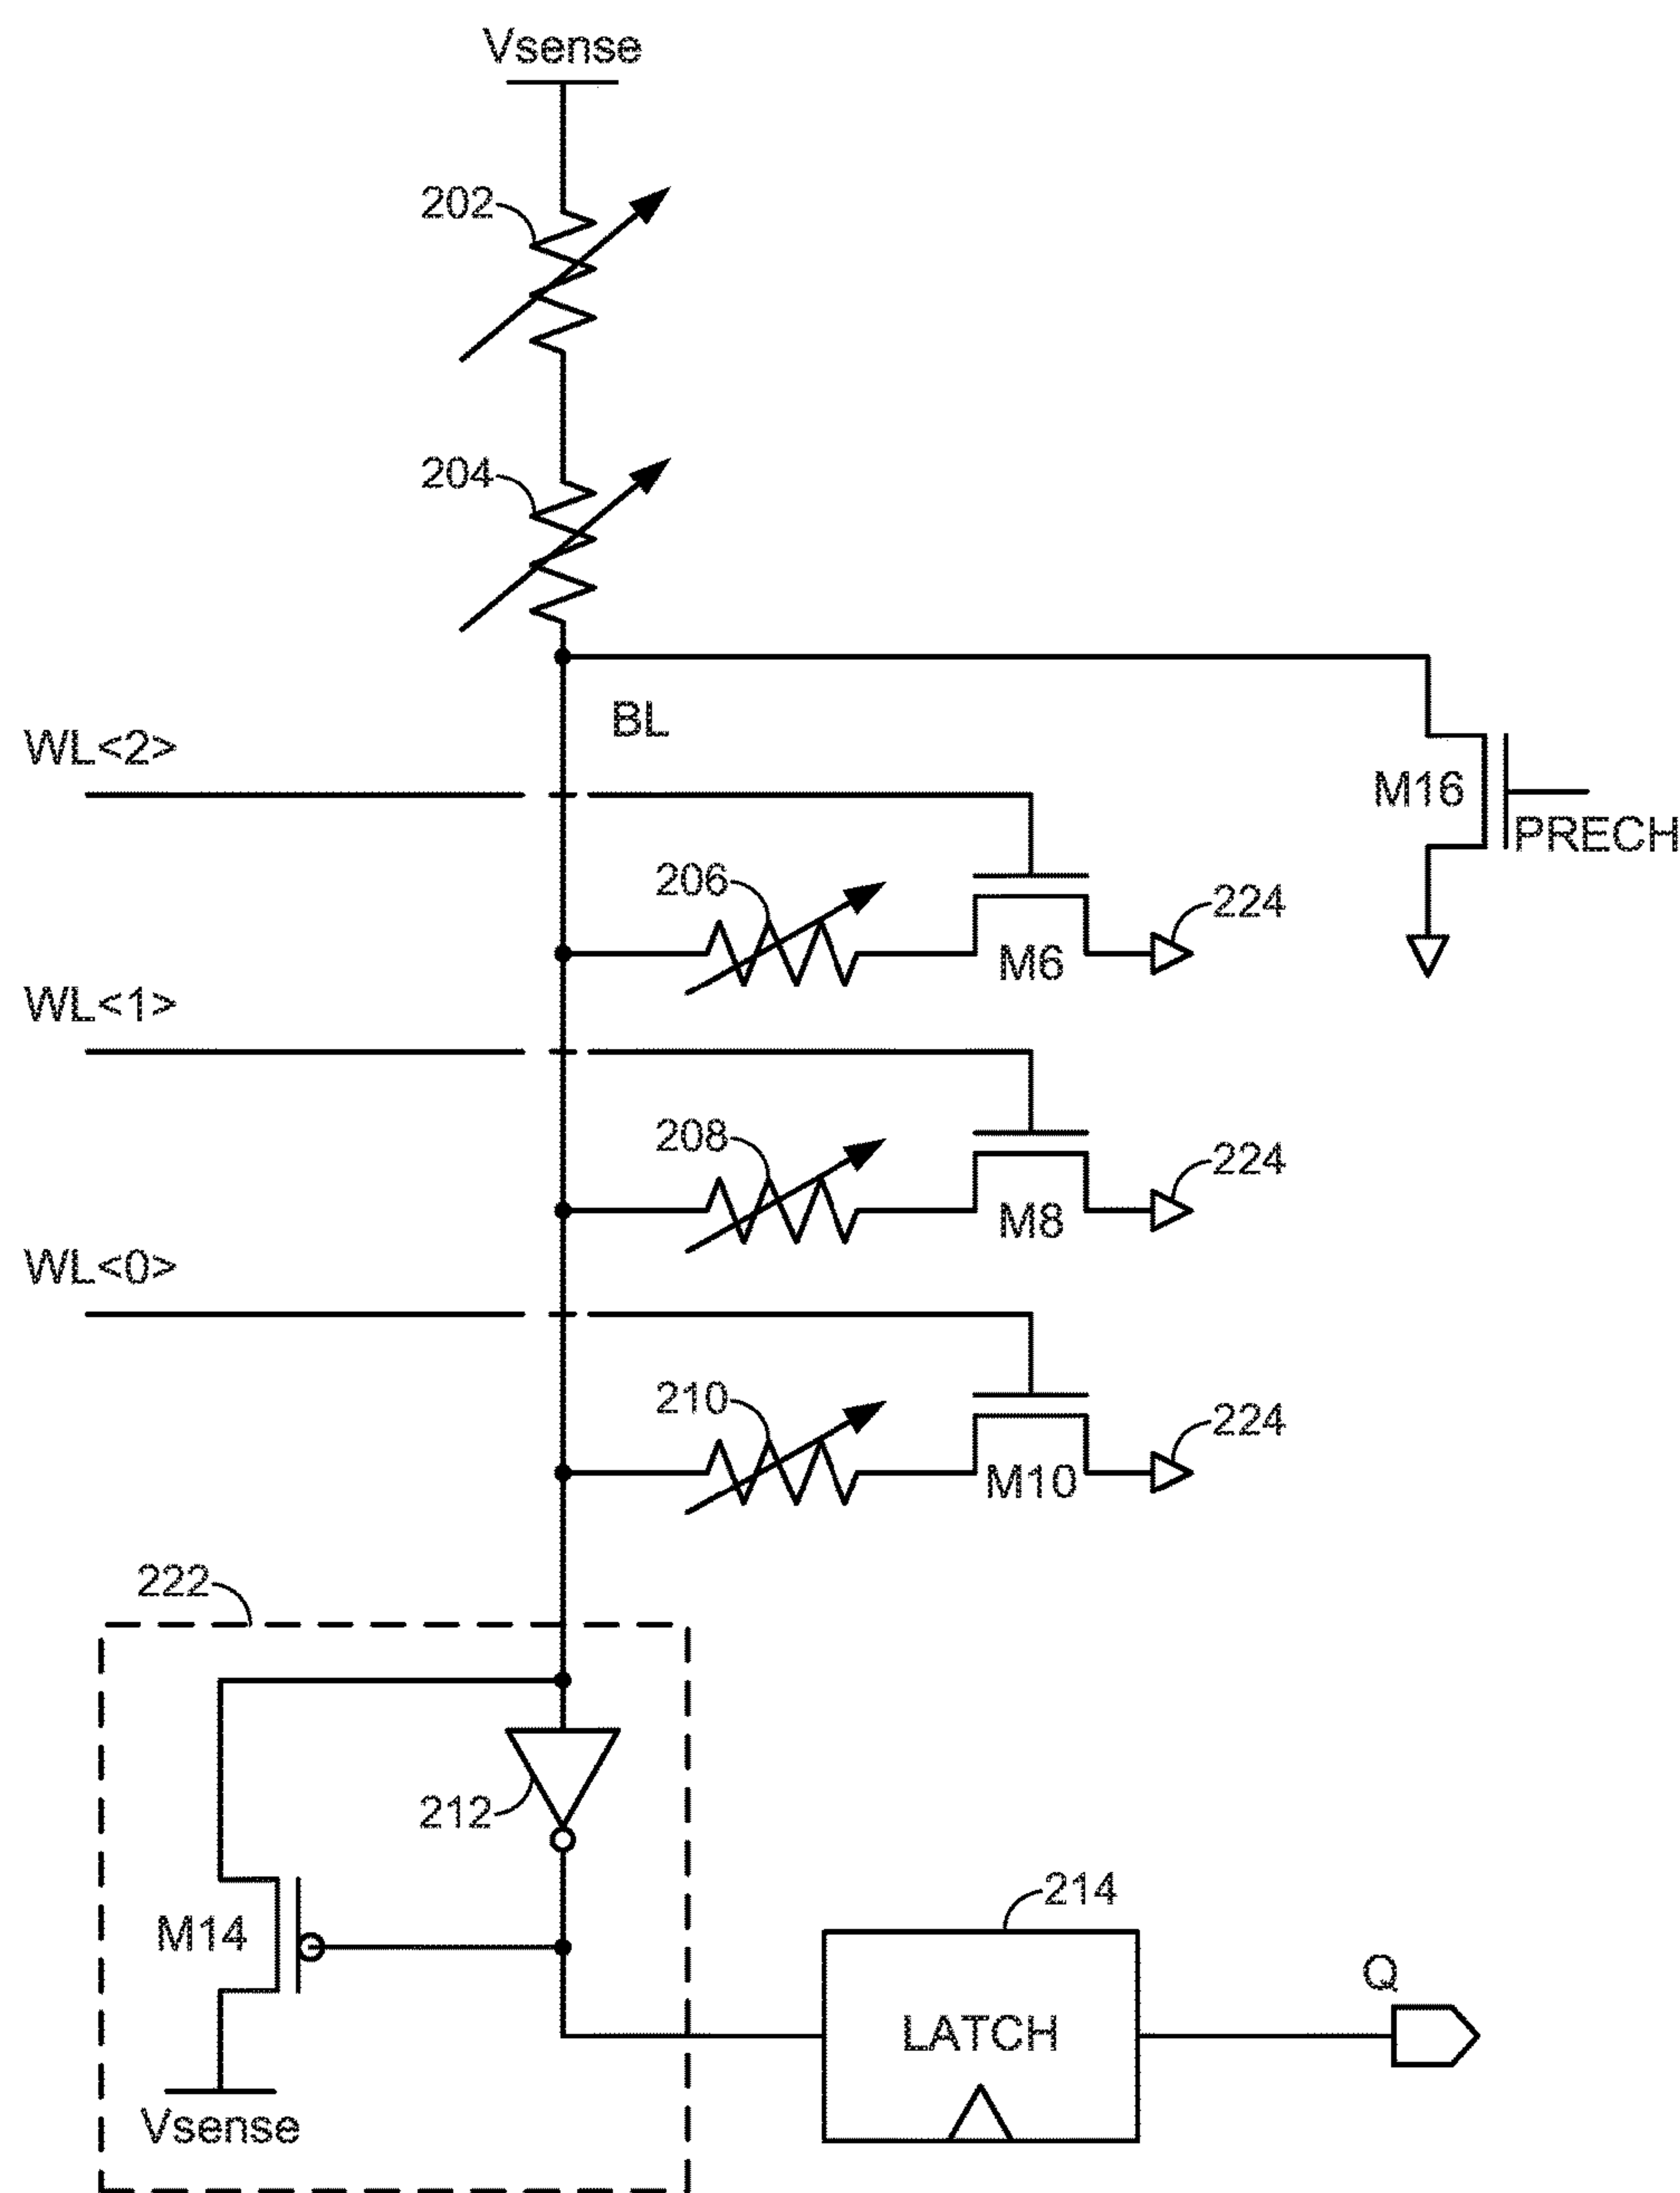 Vsense
202
204
BL
WL<2>
M16
PRECH
206
224
M6
WL<1>
208
224
M8
WL<0>
210
224
M10
222
212
214
M14
Q
LATCH
Vsense